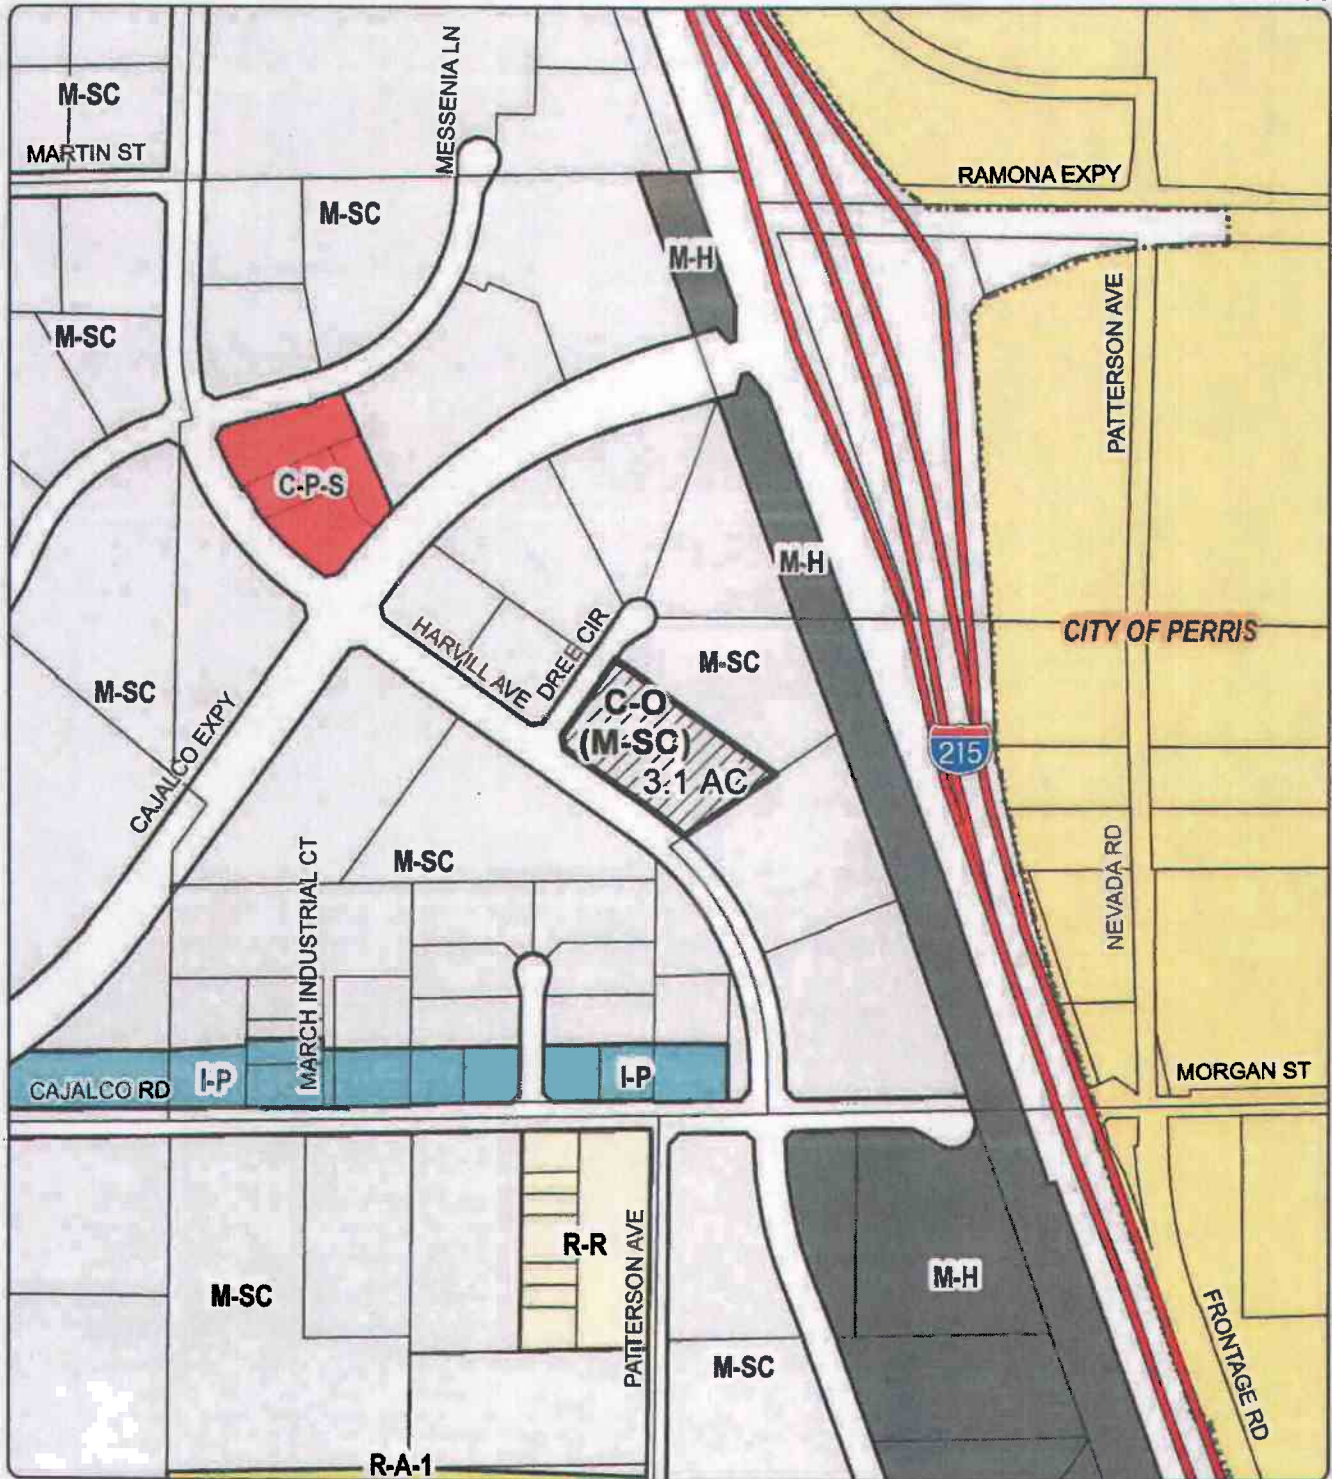 M-SC
MARTIN ST
MESSENIA LN
RAMONA EXPY
M-SC
M-H
M-SC
PATTERSON AVE
C-P-S
M-H
HARVILL AVE
DREE CIR
CITY OF PERRIS
M-SC
M-SC
CAJALCO EXPY
C-O
(M-SC)
3.1 AC
215
M-SC
MARCH INDUSTRIAL CT
NEVADA RD
CAJALCO RD
I-P
I-P
MORGAN ST
R-R
PATTERSON AVE
M-SC
M-H
M-SC
FRONTAGE RD
R-A-1